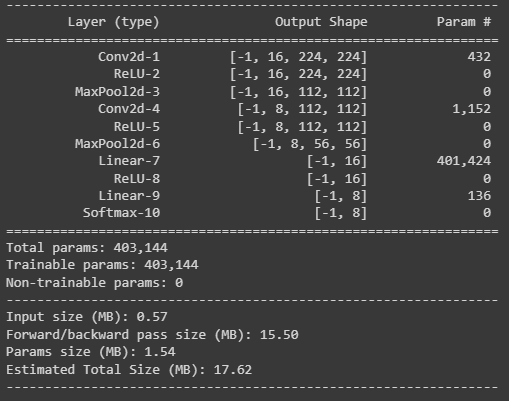 ----------------------------------------------------------------
        Layer (type)               Output Shape         Param #
================================================================
            Conv2d-1         [-1, 16, 224, 224]             432
              ReLU-2         [-1, 16, 224, 224]               0
         MaxPool2d-3         [-1, 16, 112, 112]               0
            Conv2d-4          [-1, 8, 112, 112]           1,152
              ReLU-5          [-1, 8, 112, 112]               0
         MaxPool2d-6            [-1, 8, 56, 56]               0
            Linear-7                   [-1, 16]         401,424
              ReLU-8                   [-1, 16]               0
            Linear-9                    [-1, 8]             136
          Softmax-10                    [-1, 8]               0
================================================================
Total params: 403,144
Trainable params: 403,144
Non-trainable params: 0
----------------------------------------------------------------
Input size (MB): 0.57
Forward/backward pass size (MB): 15.50
Params size (MB): 1.54
Estimated Total Size (MB): 17.62
----------------------------------------------------------------